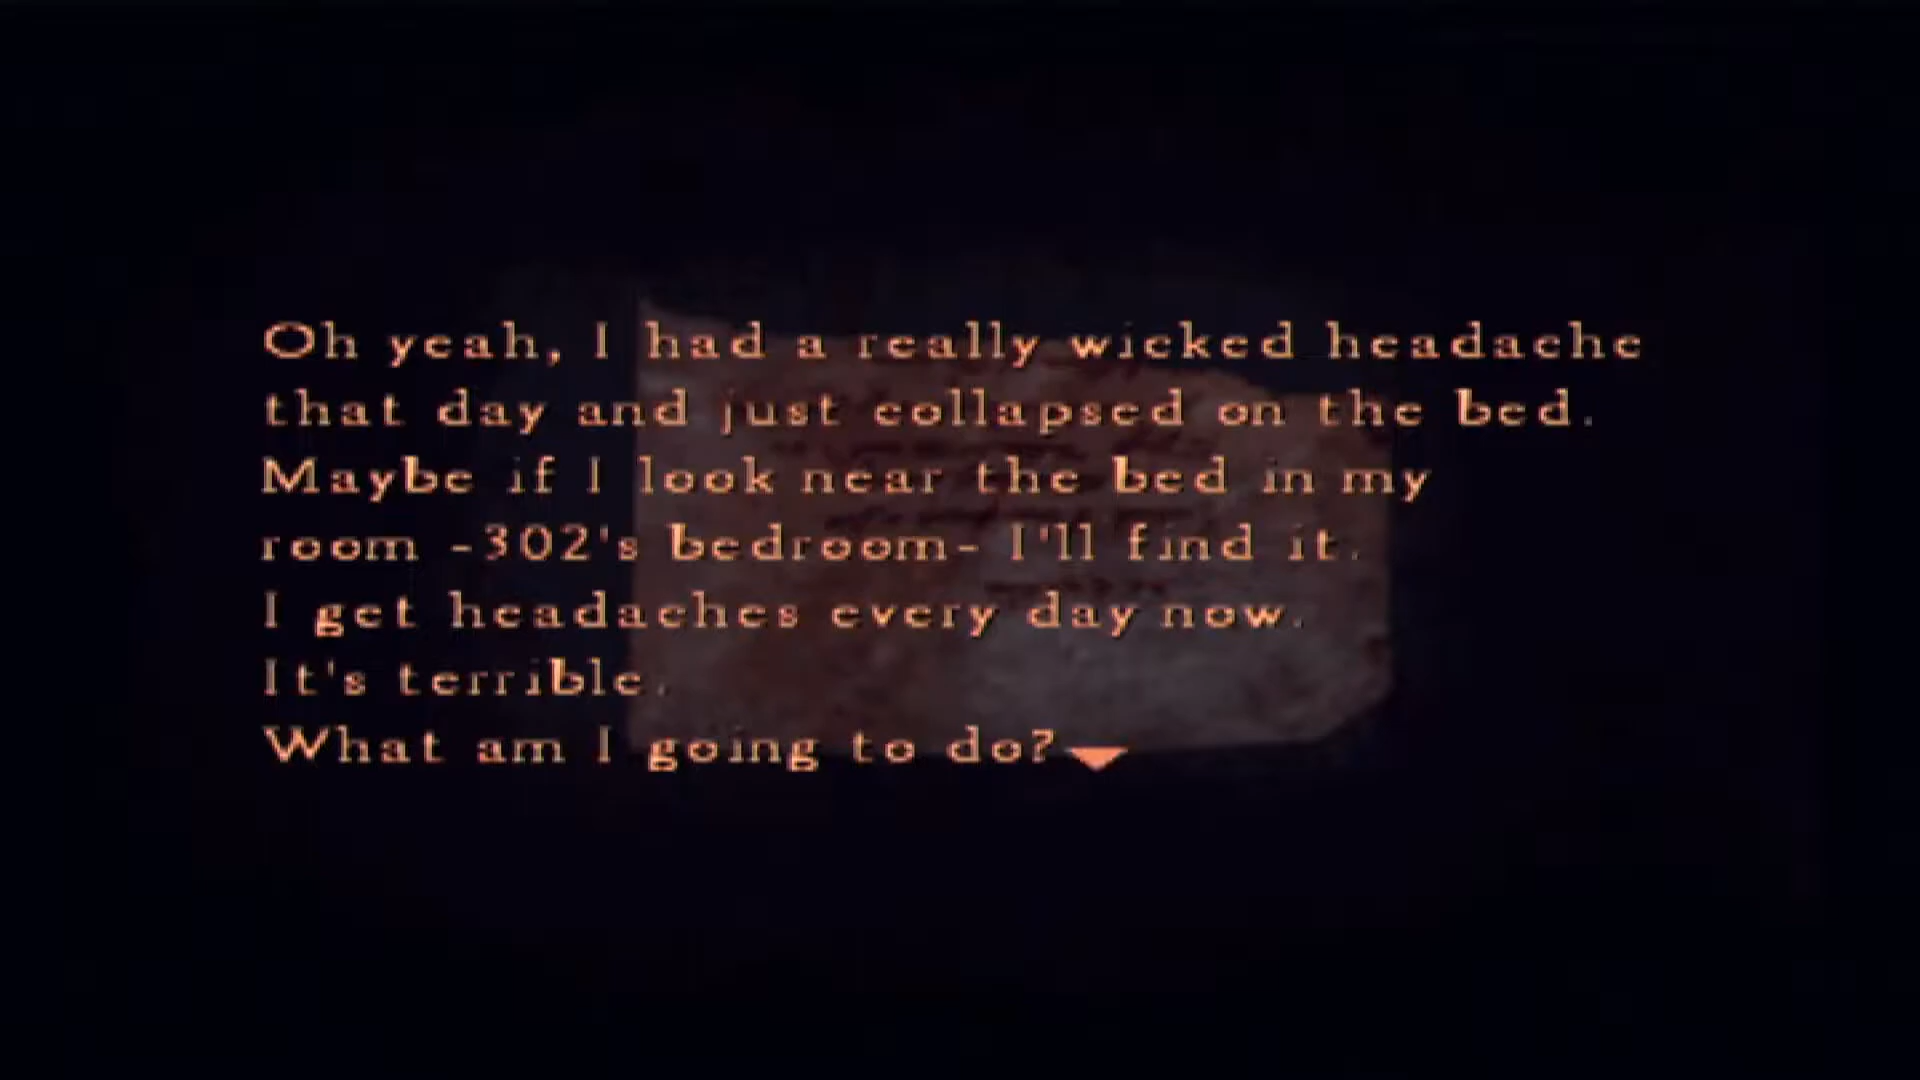 Oh yeah, I had a really wicked headache
that day and just collapsed on the bed.
Maybe if I look near the bed in my
room -302's bedroom- I'll find it.
I get headaches every day now.
It's terrible.
What am I going to do?